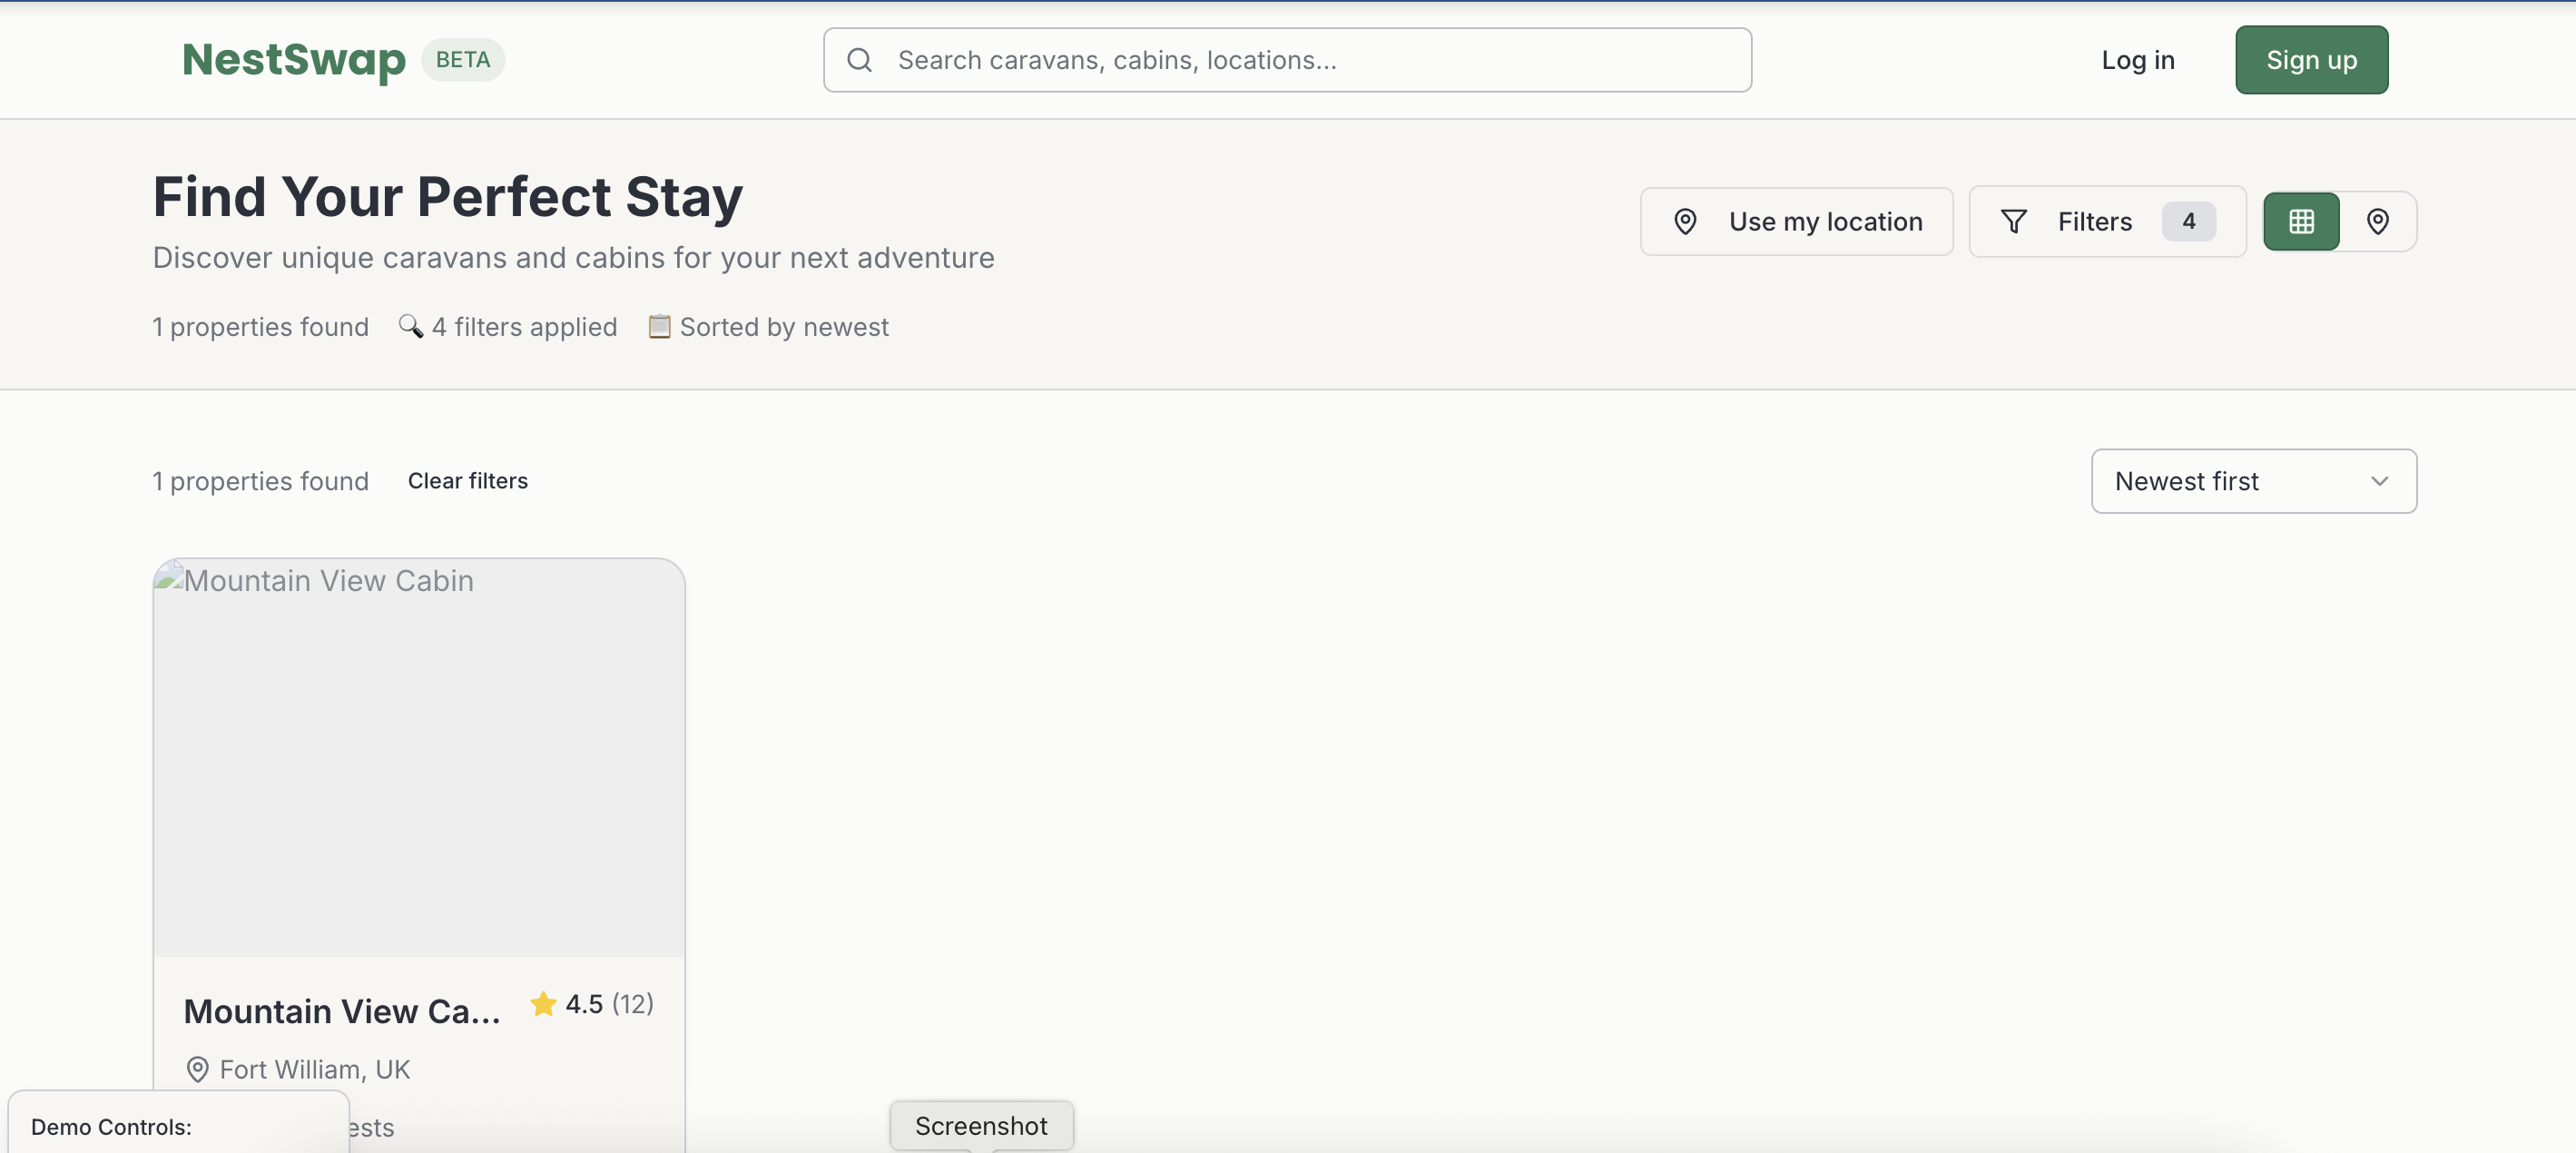 NestSwap BETA
Search caravans, cabins, locations...
Log in
Sign up
Find Your Perfect Stay
Discover unique caravans and cabins for your next adventure
Use my location
Filters 4
1 properties found 🔍 4 filters applied 📋 Sorted by newest
1 properties found Clear filters
Newest first
Mountain View Cabin
Mountain View Ca... 4.5 (12)
Fort William, UK
ests
Demo Controls:
Screenshot